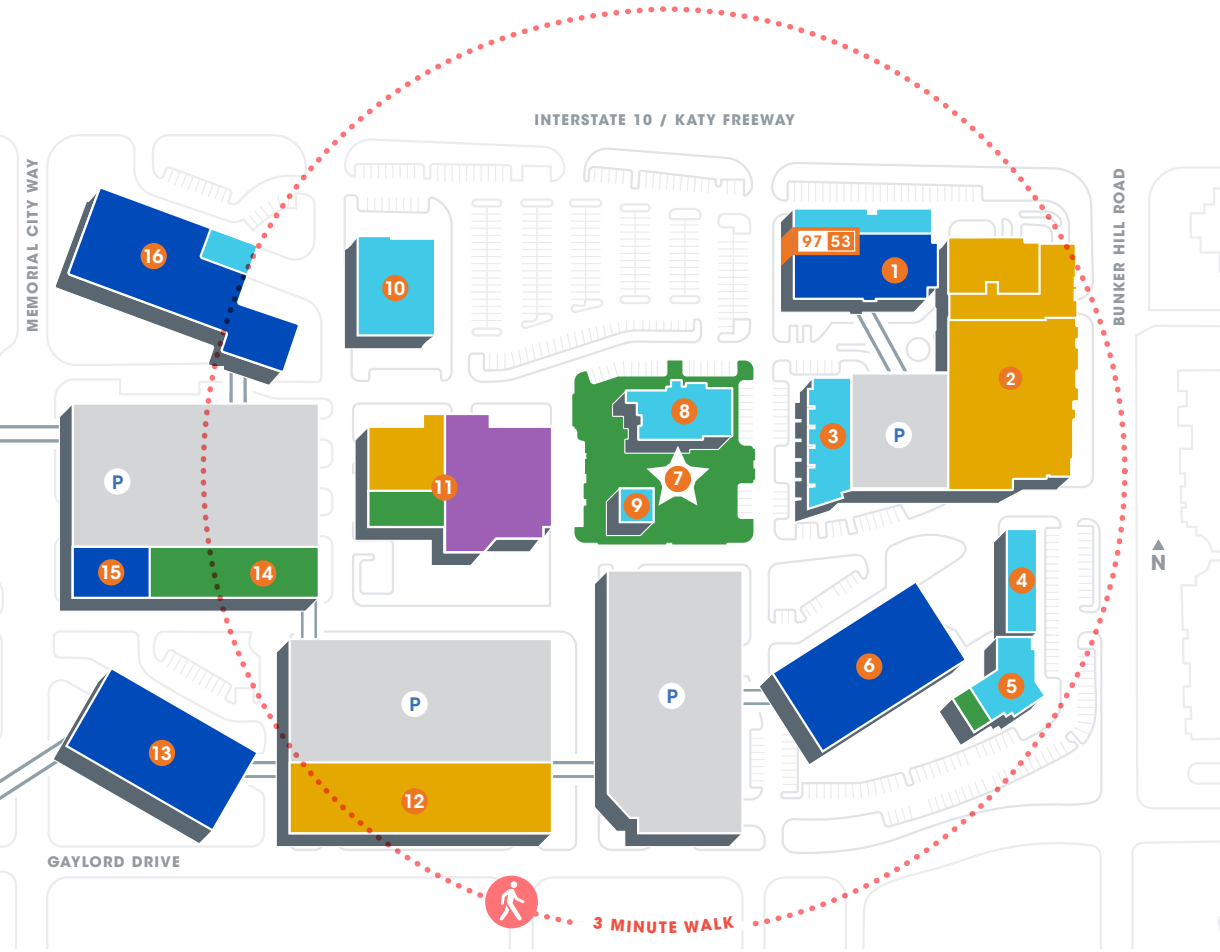 INTERSTATE 10 / KATY FREEWAY
MEMORIAL CITY WAY
BUNKER HILL ROAD
97 53
16
1
10
2
8
11
3
P
7
P
9
15
14
4
N
6
5
P
P
13
12
GAYLORD DRIVE
3 MINUTE WALK